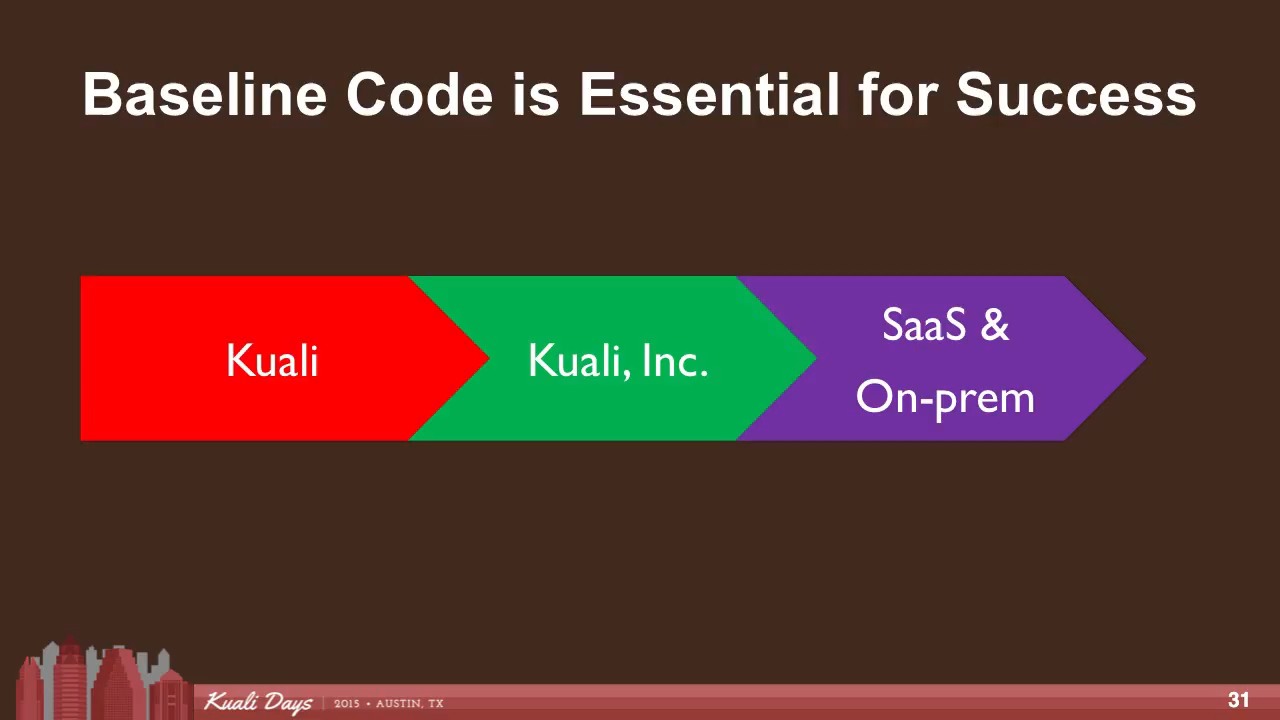 Baseline Code is Essential for Success
Kuali
Kuali, Inc.
SaaS &
On-prem
Kuali Days | 2015 • AUSTIN, TX
31